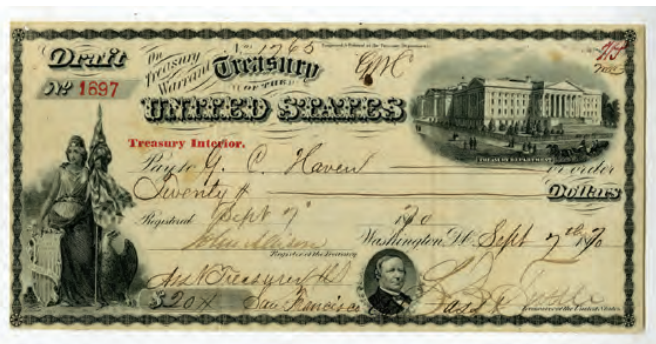 Draft
No. 1697
On Treasury Warrant No. 1765
Treasury
OF THE
UNITED STATES
Treasury Interior.
TREASURY DEPARTMENT
Pay to G. C. Haven or order
Twenty Dollars
Registered Sept 7 1870
John Allison
Register of the Treasury
Washington, D.C. Sept 7th 1870
Asst Treasurer U.S.
$20 San Francisco
Treasurer of the United States.